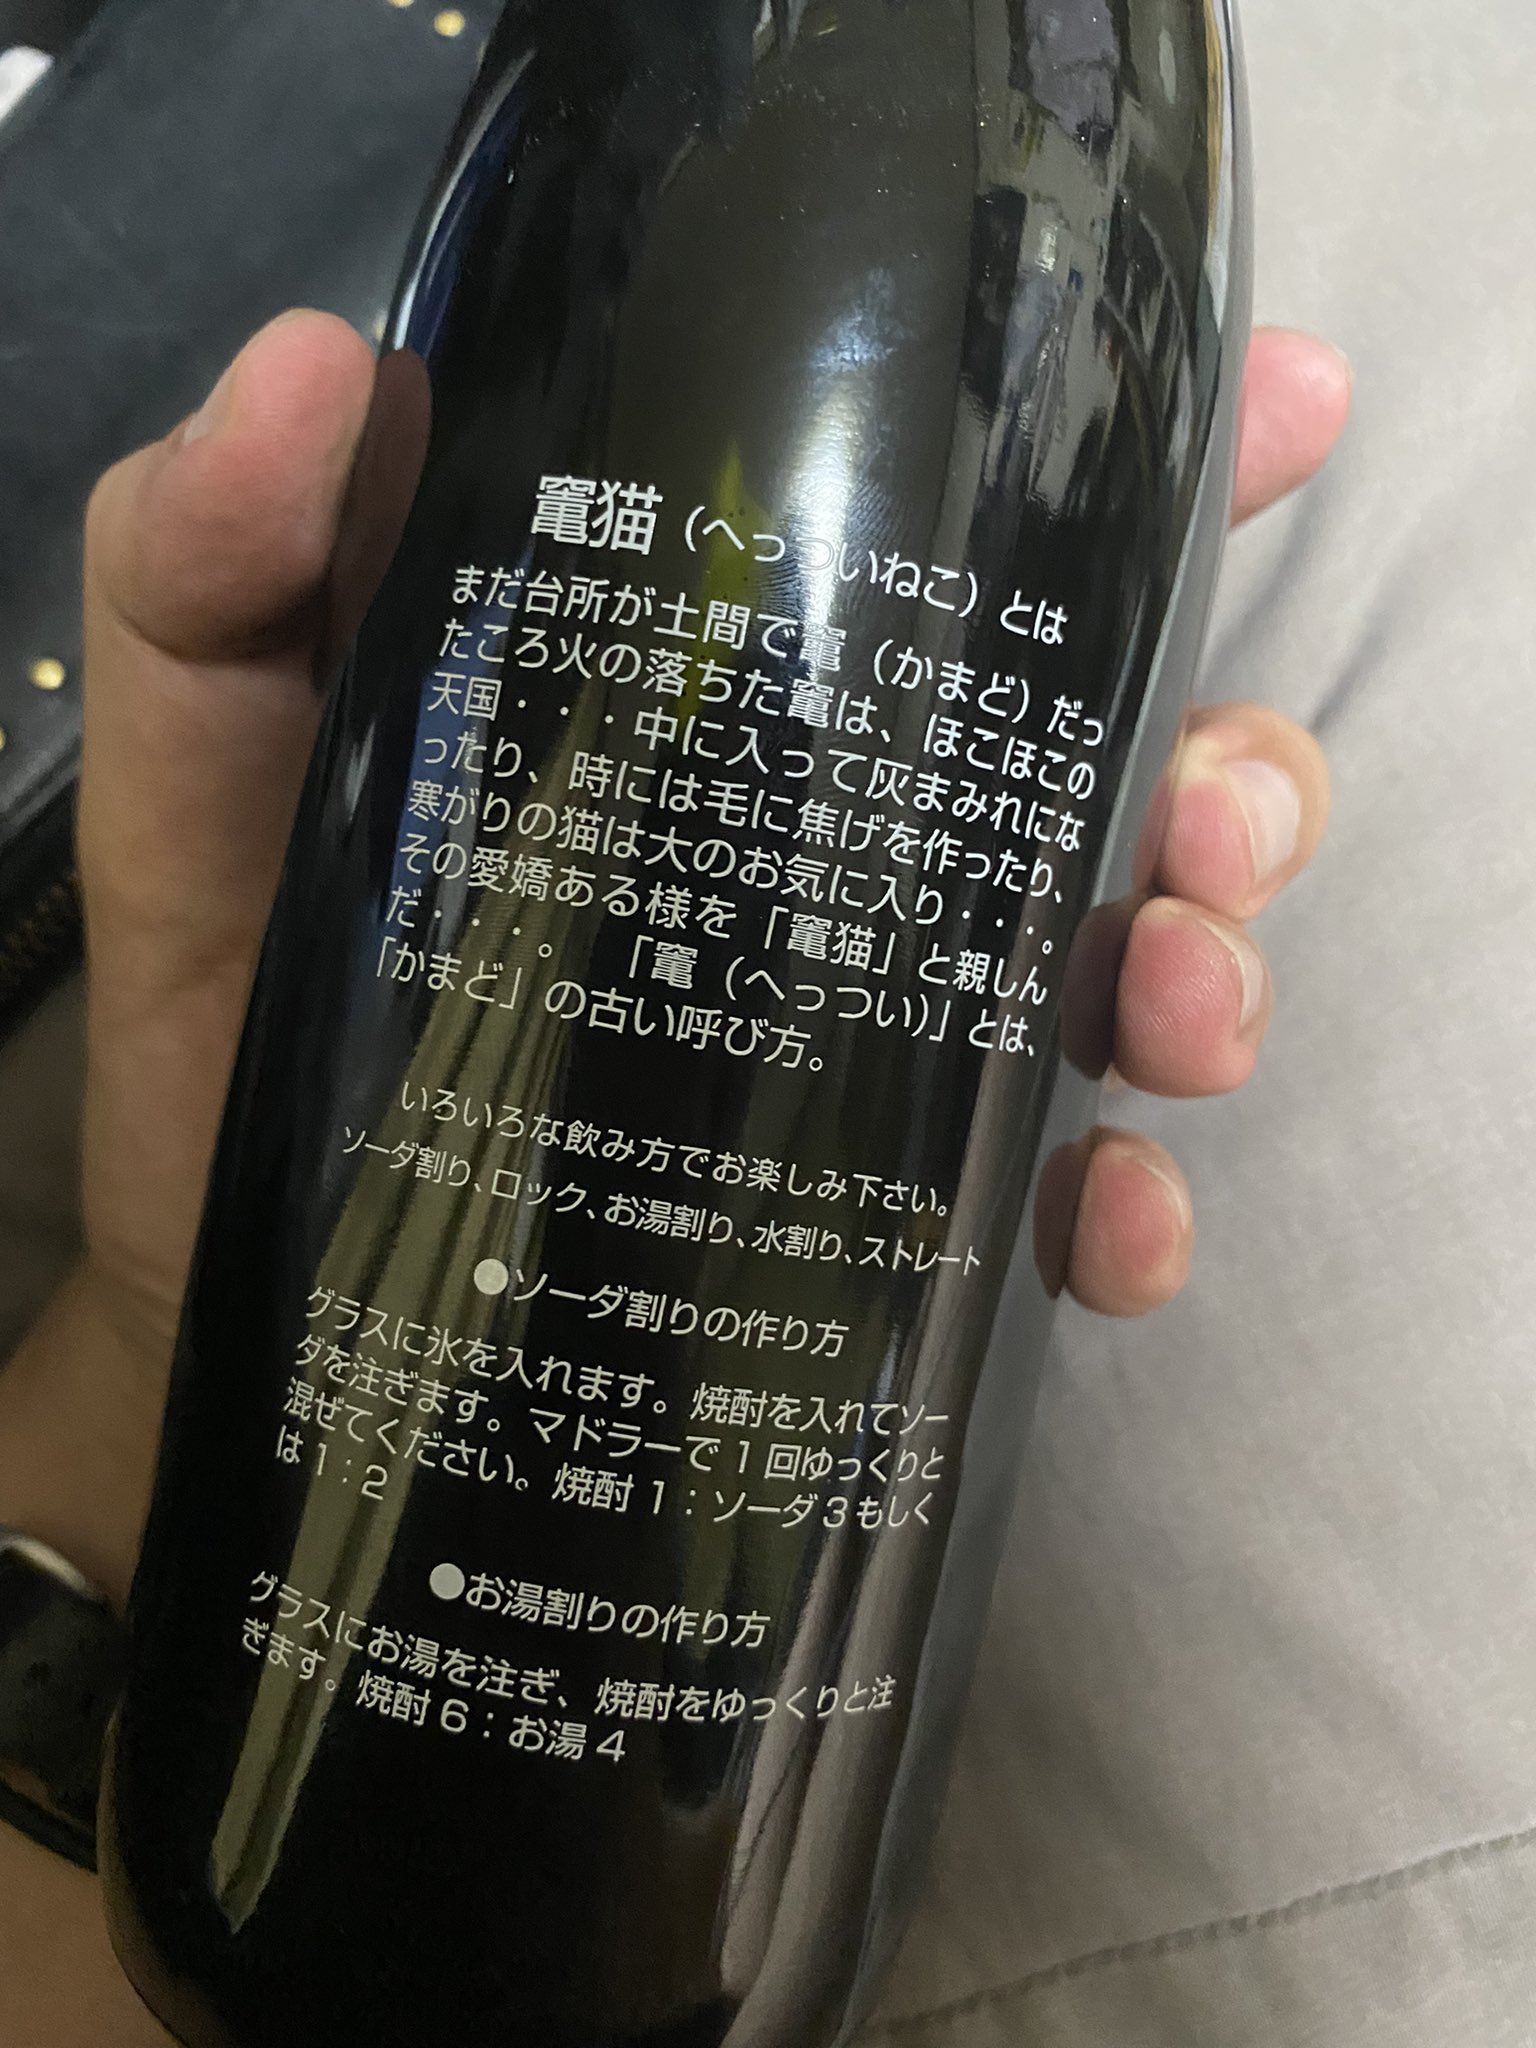 竃猫（へっついねこ）とは
まだ台所が土間で竃（かまど）だっ
たころ火の落ちた竃は、ほこほこの
天国・・・中に入って灰まみれにな
ったり、時には毛に焦げを作ったり、
寒がりの猫は大のお気に入り・・・。
その愛嬌ある様を「竃猫」と親しん
だ・・・。　「竃（へっつい）」とは、
「かまど」の古い呼び方。
いろいろな飲み方でお楽しみ下さい。
ソーダ割り、ロック、お湯割り、水割り、ストレート
●ソーダ割りの作り方
グラスに氷を入れます。焼酎を入れてソー
ダを注ぎます。マドラーで１回ゆっくりと
混ぜてください。焼酎１：ソーダ３もしく
は１：２
●お湯割りの作り方
グラスにお湯を注ぎ、焼酎をゆっくりと注
ぎます。焼酎６：お湯４